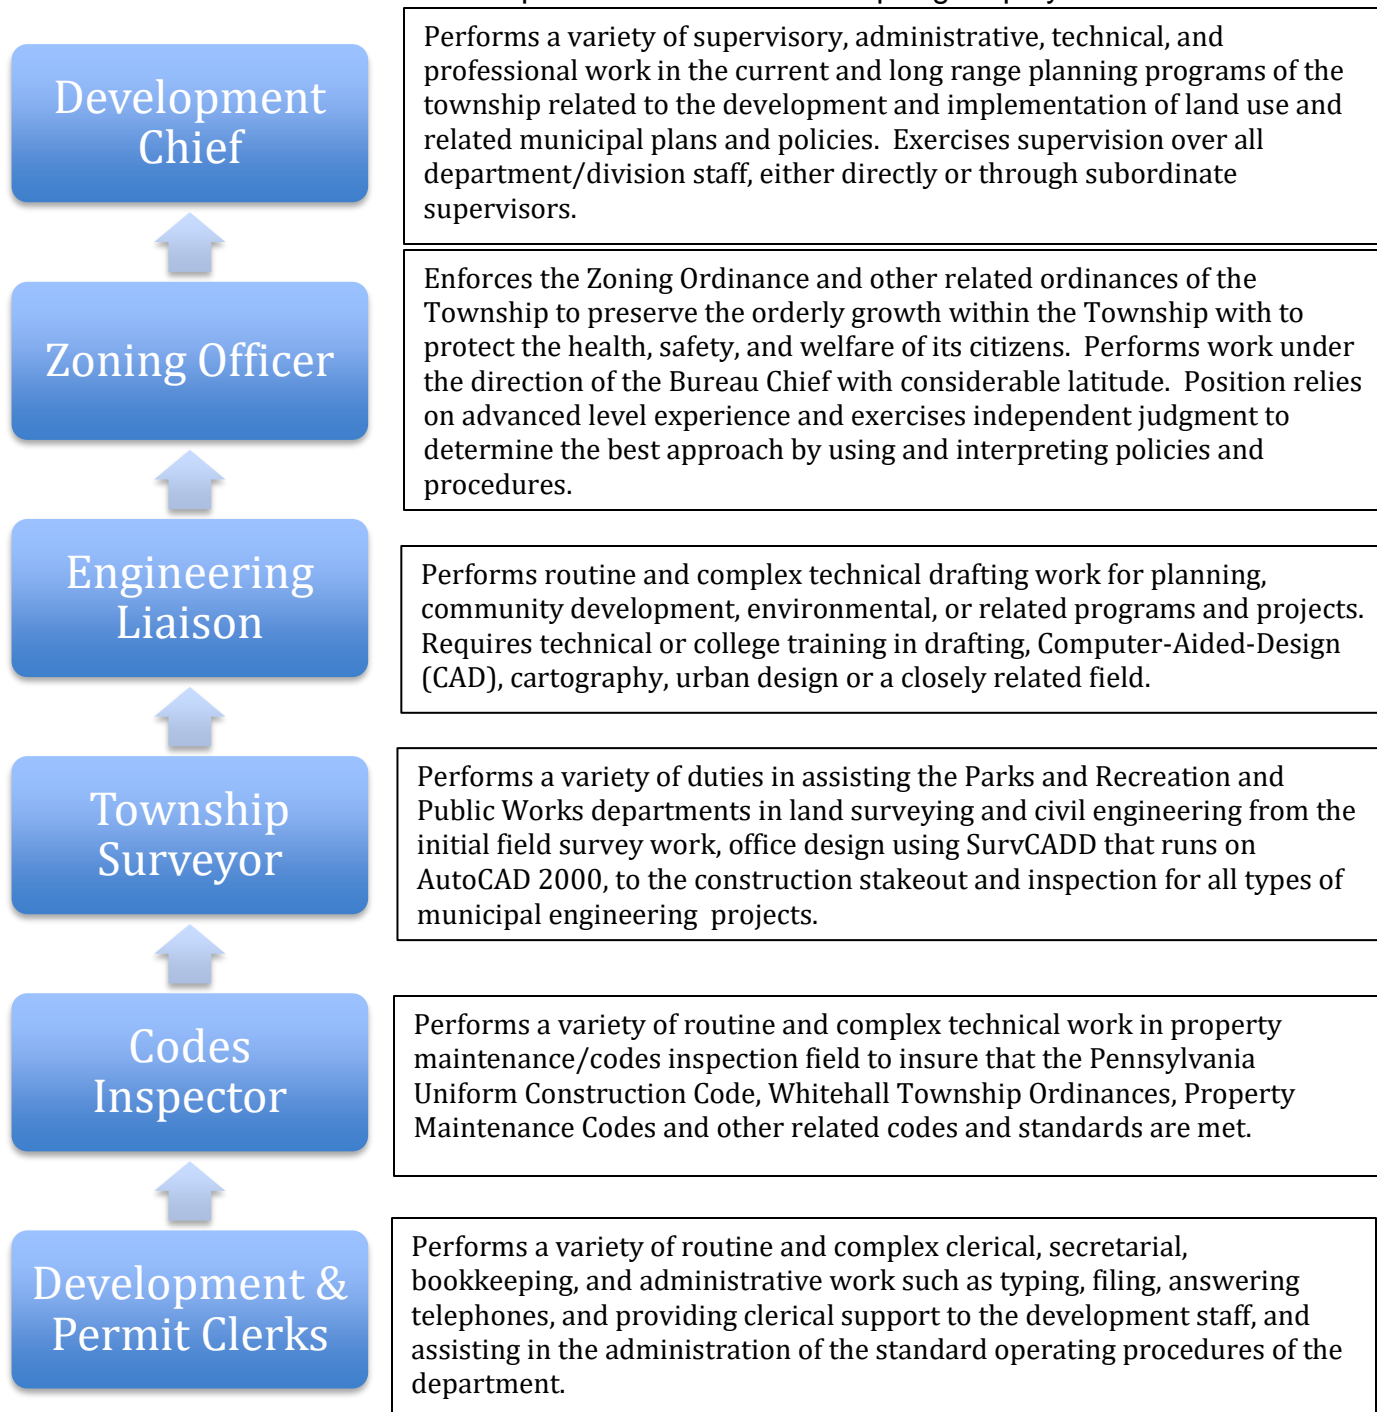 Development
Chief
Performs a variety of supervisory, administrative, technical, and
professional work in the current and long range planning programs of the
township related to the development and implementation of land use and
related municipal plans and policies.  Exercises supervision over all
department/division staff, either directly or through subordinate
supervisors.
Zoning Officer
Enforces the Zoning Ordinance and other related ordinances of the
Township to preserve the orderly growth within the Township with to
protect the health, safety, and welfare of its citizens.  Performs work under
the direction of the Bureau Chief with considerable latitude.  Position relies
on advanced level experience and exercises independent judgment to
determine the best approach by using and interpreting policies and
procedures.
Engineering
Liaison
Performs routine and complex technical drafting work for planning,
community development, environmental, or related programs and projects.
Requires technical or college training in drafting, Computer-Aided-Design
(CAD), cartography, urban design or a closely related field.
Township
Surveyor
Performs a variety of duties in assisting the Parks and Recreation and
Public Works departments in land surveying and civil engineering from the
initial field survey work, office design using SurvCADD that runs on
AutoCAD 2000, to the construction stakeout and inspection for all types of
municipal engineering  projects.
Codes
Inspector
Performs a variety of routine and complex technical work in property
maintenance/codes inspection field to insure that the Pennsylvania
Uniform Construction Code, Whitehall Township Ordinances, Property
Maintenance Codes and other related codes and standards are met.
Development &
Permit Clerks
Performs a variety of routine and complex clerical, secretarial,
bookkeeping, and administrative work such as typing, filing, answering
telephones, and providing clerical support to the development staff, and
assisting in the administration of the standard operating procedures of the
department.